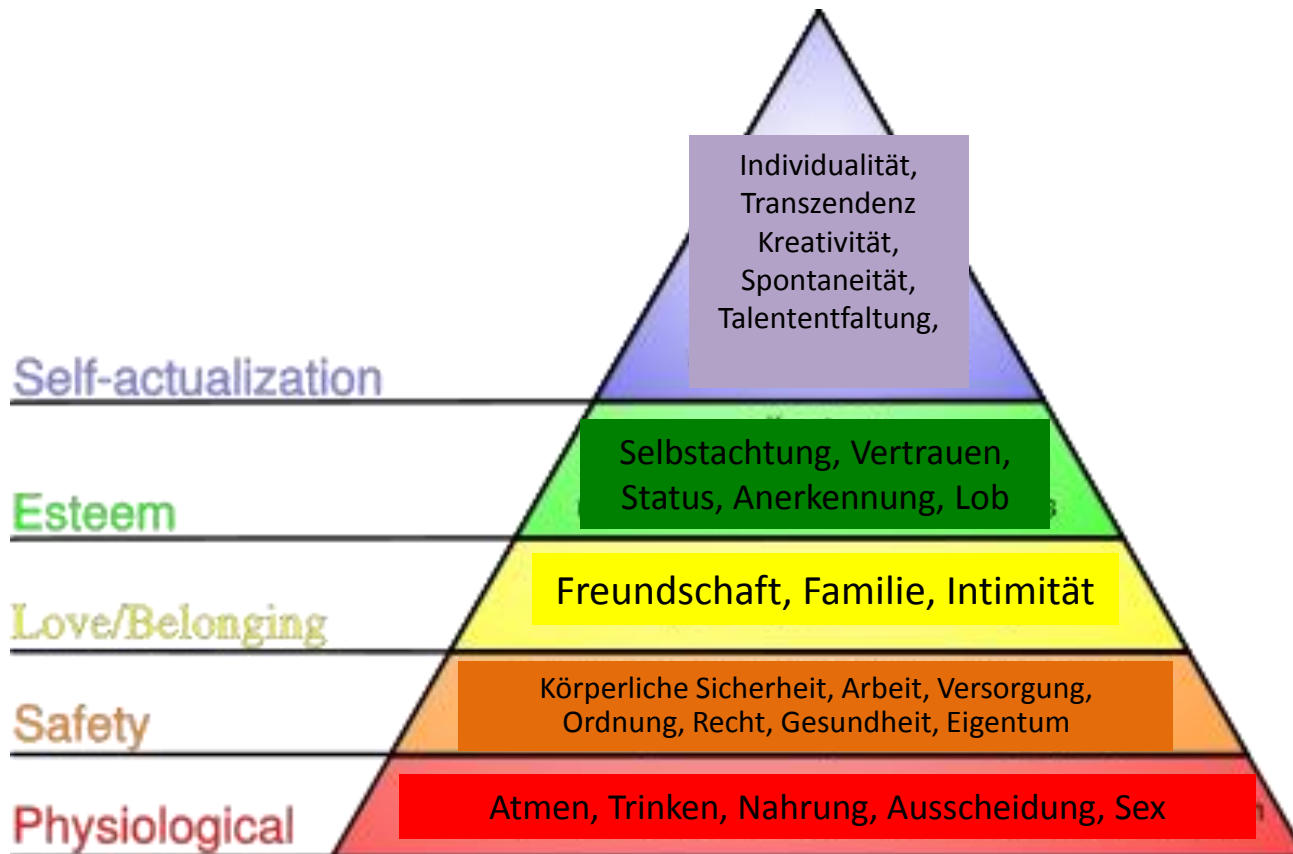 Individualität,
Transzendenz
Kreativität,
Spontaneität,
Talententfaltung,
Self-actualization
Selbstachtung, Vertrauen,
Status, Anerkennung, Lob
Esteem
Freundschaft, Familie, Intimität
Love/Belonging
Körperliche Sicherheit, Arbeit, Versorgung,
Ordnung, Recht, Gesundheit, Eigentum
Safety
Atmen, Trinken, Nahrung, Ausscheidung, Sex
Physiological